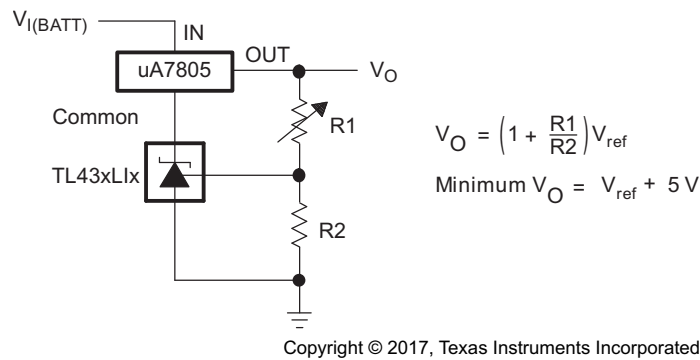 V_I(BATT)
IN
uA7805
OUT
V_O
Common
R1
TL43xLIx
R2
V_O = (1 + R1/R2) V_ref
Minimum V_O = V_ref + 5 V
Copyright © 2017, Texas Instruments Incorporated